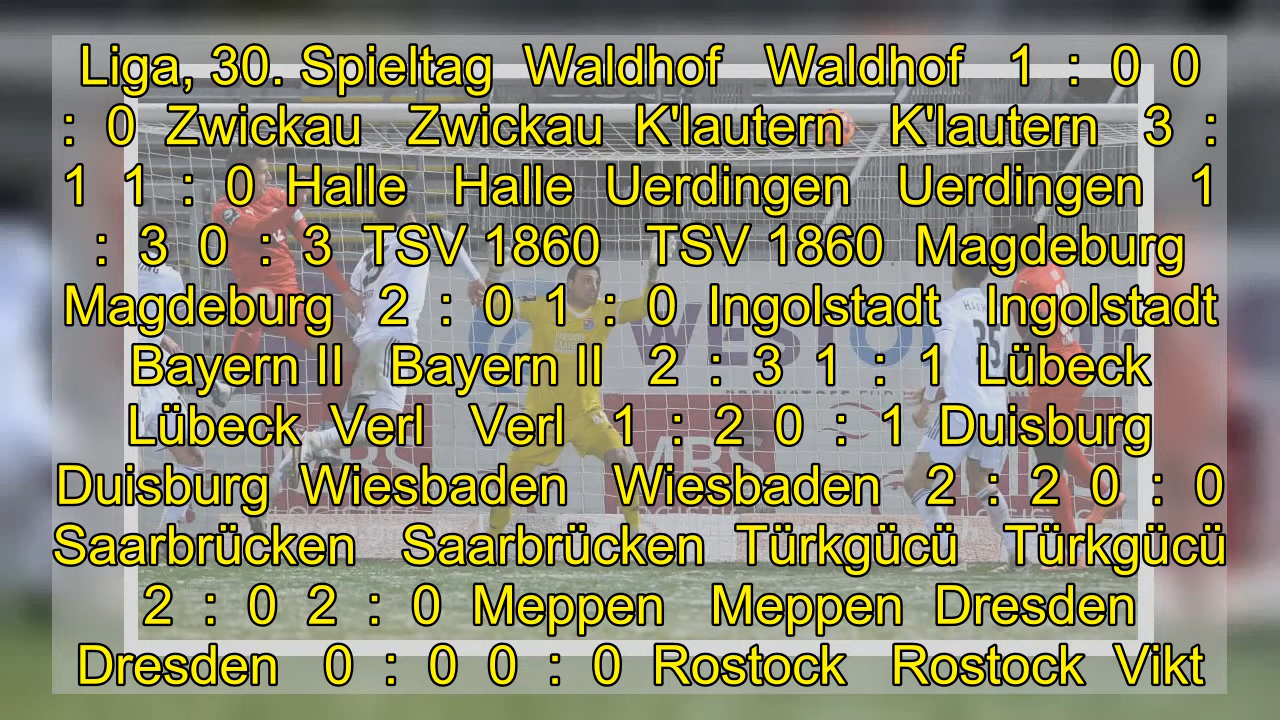 Liga, 30. Spieltag Waldhof Waldhof 1 : 0 0
: 0 Zwickau Zwickau K'lautern K'lautern 3 :
1 1 : 0 Halle Halle Uerdingen Uerdingen 1
: 3 0 : 3 TSV 1860 TSV 1860 Magdeburg
Magdeburg 2 : 0 1 : 0 Ingolstadt Ingolstadt
Bayern II Bayern II 2 : 3 1 : 1 Lübeck
Lübeck Verl Verl 1 : 2 0 : 1 Duisburg
Duisburg Wiesbaden Wiesbaden 2 : 2 0 : 0
Saarbrücken Saarbrücken Türkgücü Türkgücü
2 : 0 2 : 0 Meppen Meppen Dresden
Dresden 0 : 0 0 : 0 Rostock Rostock Vikt